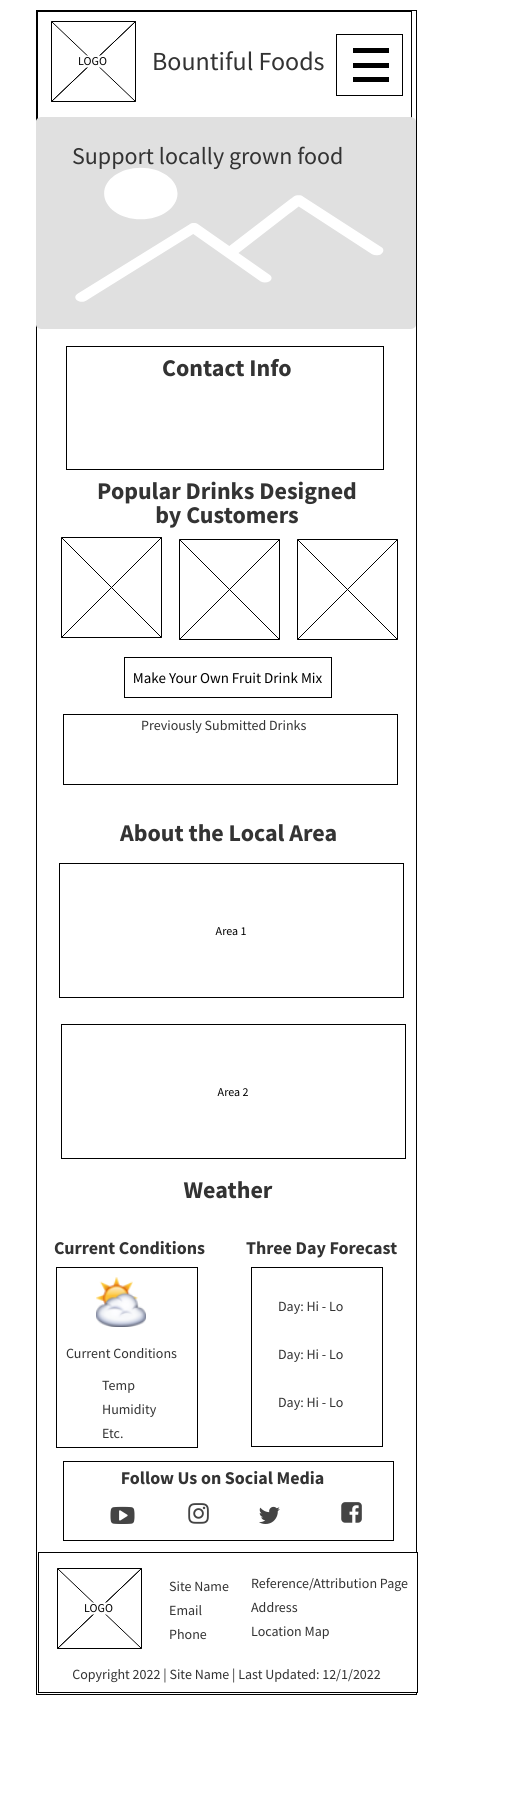 LOGO
Bountiful Foods
Support locally grown food
Contact Info
Popular Drinks Designed
by Customers
Make Your Own Fruit Drink Mix
Previously Submitted Drinks
About the Local Area
Area 1
Area 2
Weather
Current Conditions
Current Conditions
Temp
Humidity
Etc.
Three Day Forecast
Day: Hi - Lo
Day: Hi - Lo
Day: Hi - Lo
Follow Us on Social Media
LOGO
Site Name
Email
Phone
Reference/Attribution Page
Address
Location Map
Copyright 2022 | Site Name | Last Updated: 12/1/2022